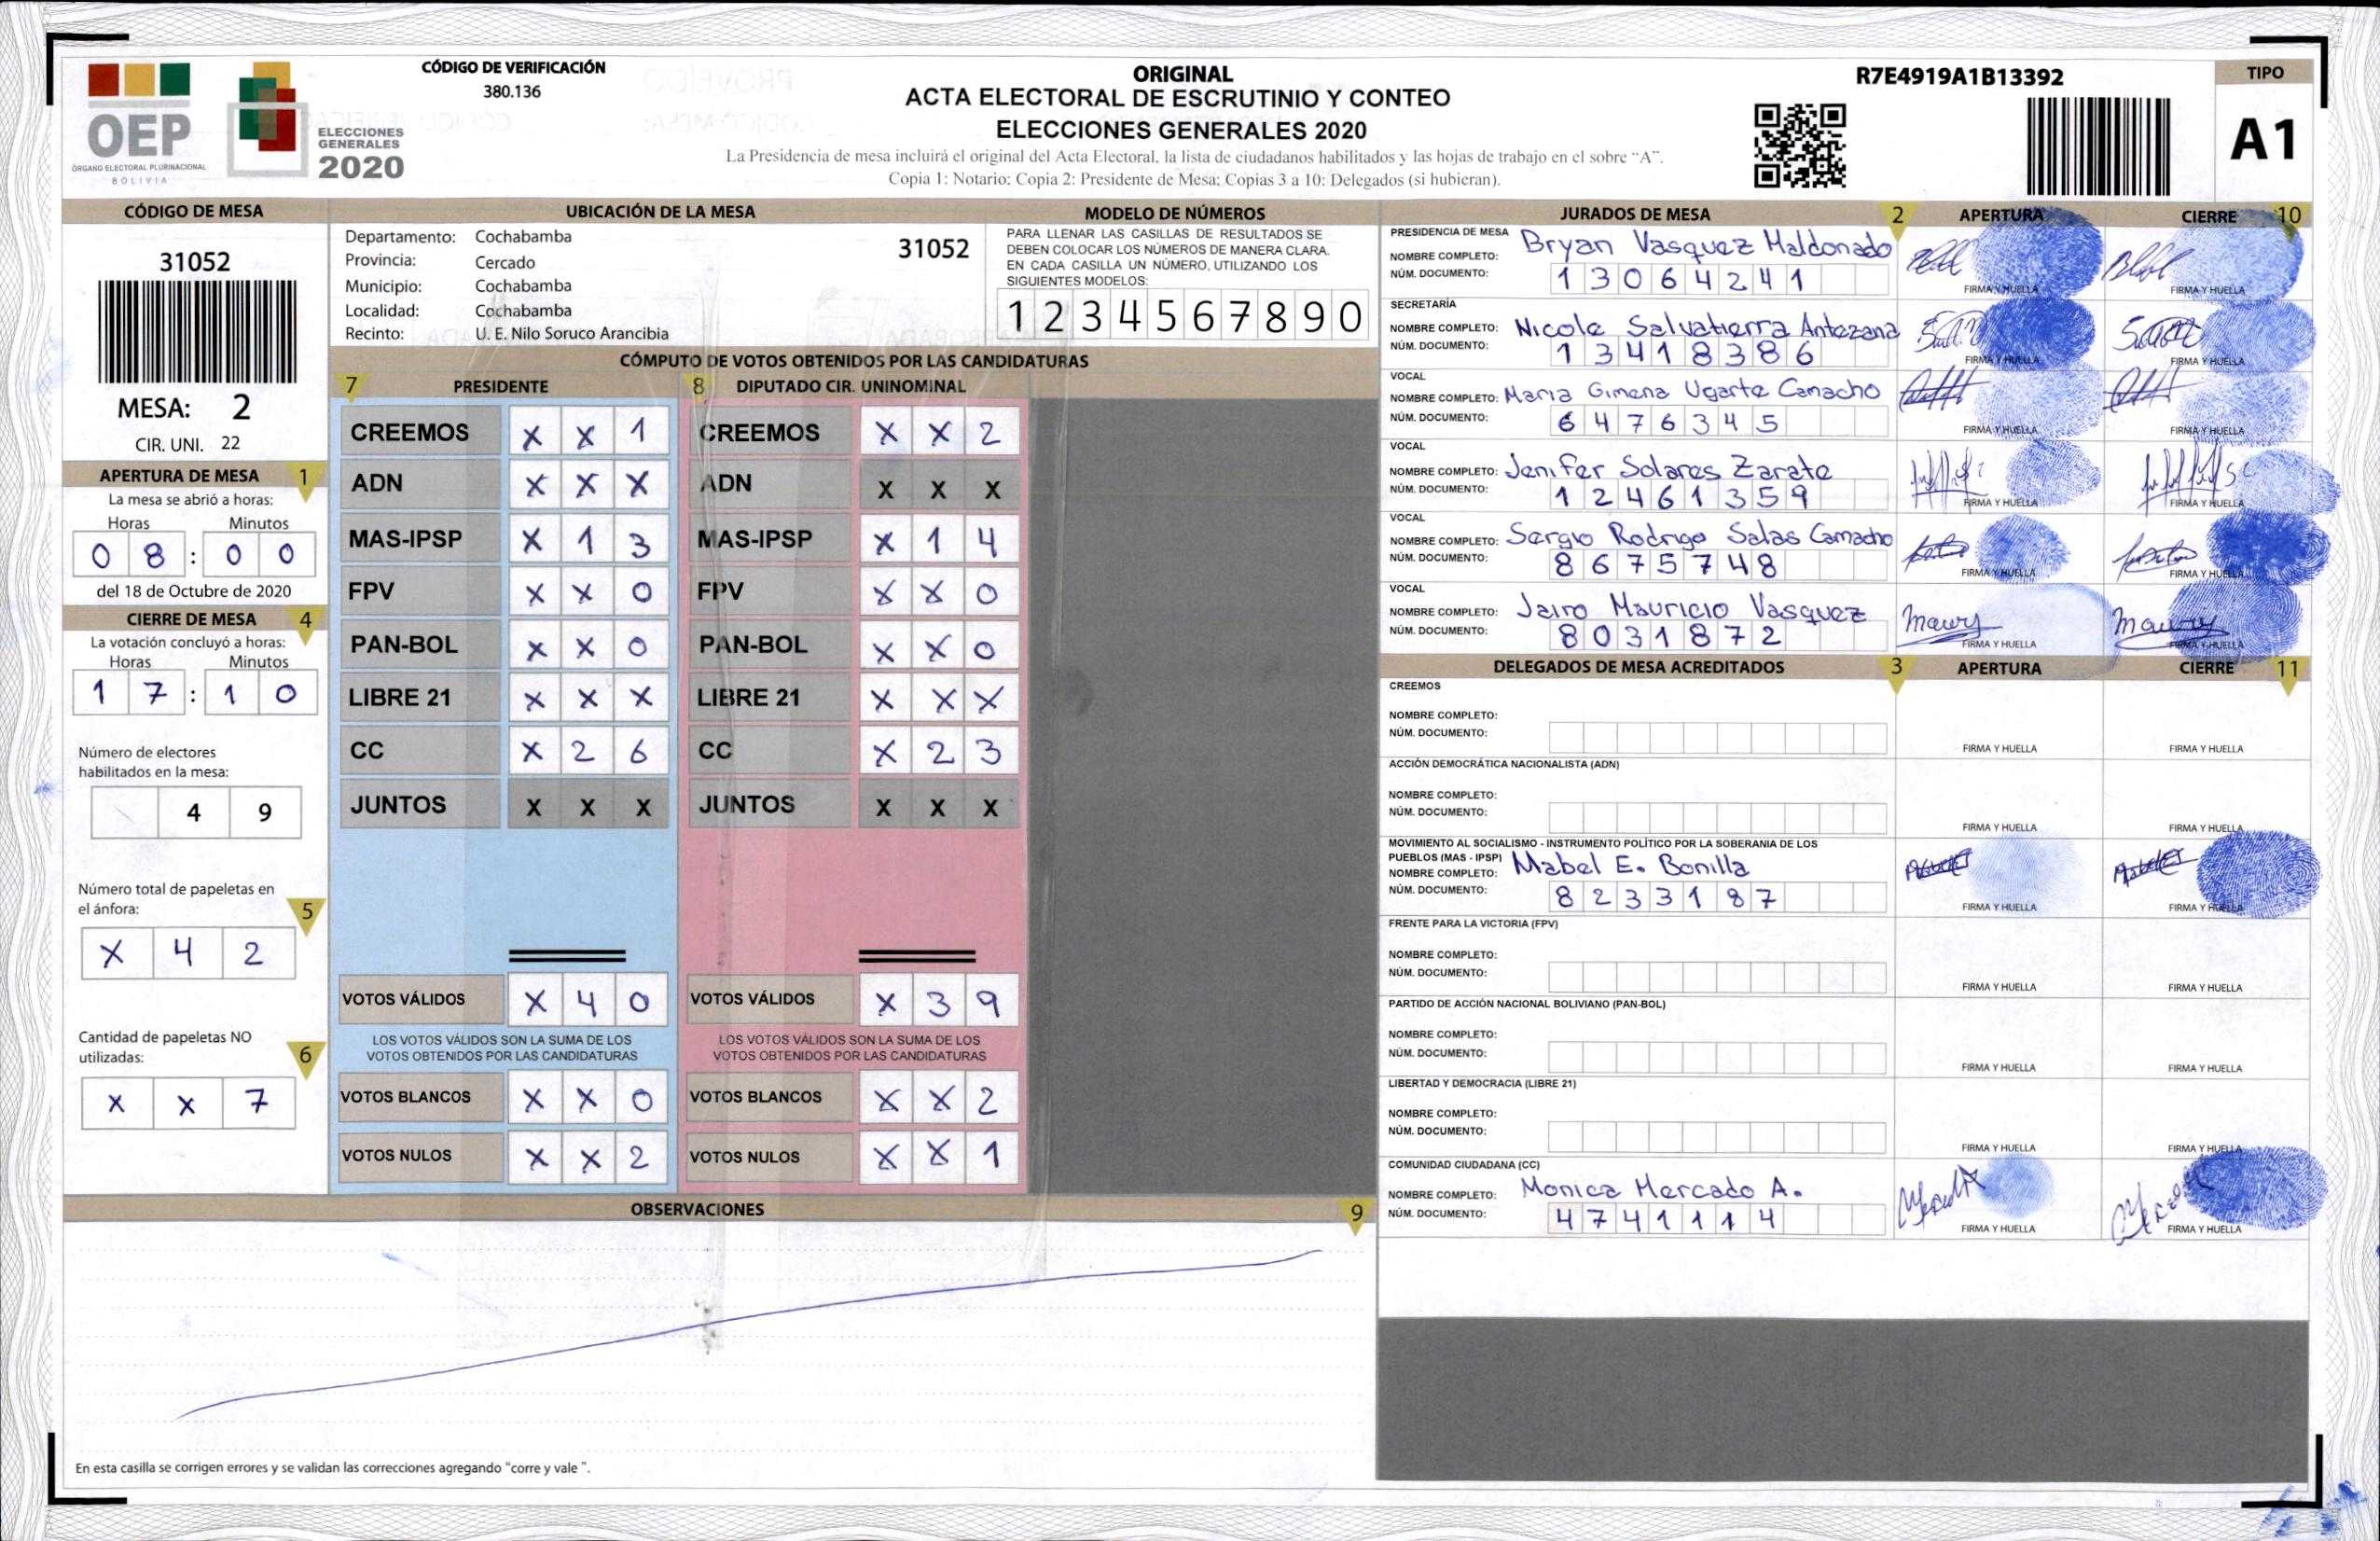 OEP
ÓRGANO ELECTORAL PLURINACIONAL
BOLIVIA
ELECCIONES
GENERALES
2020
CÓDIGO DE VERIFICACIÓN
380.136
ORIGINAL
ACTA ELECTORAL DE ESCRUTINIO Y CONTEO
ELECCIONES GENERALES 2020
La Presidencia de mesa incluirá el original del Acta Electoral, la lista de ciudadanos habilitados y las hojas de trabajo en el sobre "A".
Copia 1: Notario; Copia 2: Presidente de Mesa; Copias 3 a 10: Delegados (si hubieran).
R7E4919A1B13392
TIPO
A1
CÓDIGO DE MESA
31052
MESA: 2
CIR. UNI. 22
APERTURA DE MESA 1
La mesa se abrió a horas:
Horas Minutos
0 8 : 0 0
del 18 de Octubre de 2020
CIERRE DE MESA 4
La votación concluyó a horas:
Horas Minutos
1 7 : 1 0
Número de electores
habilitados en la mesa:
4 9
Número total de papeletas en
el ánfora: 5
X 4 2
Cantidad de papeletas NO
utilizadas: 6
X X 7
UBICACIÓN DE LA MESA
Departamento: Cochabamba
31052
Provincia: Cercado
Municipio: Cochabamba
Localidad: Cochabamba
Recinto: U. E. Nilo Soruco Arancibia
MODELO DE NÚMEROS
PARA LLENAR LAS CASILLAS DE RESULTADOS SE
DEBEN COLOCAR LOS NÚMEROS DE MANERA CLARA.
EN CADA CASILLA UN NÚMERO, UTILIZANDO LOS
SIGUIENTES MODELOS:
1 2 3 4 5 6 7 8 9 0
CÓMPUTO DE VOTOS OBTENIDOS POR LAS CANDIDATURAS
7 PRESIDENTE 8 DIPUTADO CIR. UNINOMINAL
CREEMOS X X 1 CREEMOS X X 2
ADN X X X ADN X X X
MAS-IPSP X 1 3 MAS-IPSP X 1 4
FPV X X 0 FPV X X 0
PAN-BOL X X 0 PAN-BOL X X 0
LIBRE 21 X X X LIBRE 21 X X X
CC X 2 6 CC X 2 3
JUNTOS X X X JUNTOS X X X
VOTOS VÁLIDOS X 4 0 VOTOS VÁLIDOS X 3 9
LOS VOTOS VÁLIDOS SON LA SUMA DE LOS LOS VOTOS VÁLIDOS SON LA SUMA DE LOS
VOTOS OBTENIDOS POR LAS CANDIDATURAS VOTOS OBTENIDOS POR LAS CANDIDATURAS
VOTOS BLANCOS X X 0 VOTOS BLANCOS X X 2
VOTOS NULOS X X 2 VOTOS NULOS X X 1
OBSERVACIONES 9
En esta casilla se corrigen errores y se validan las correcciones agregando "corre y vale ".
JURADOS DE MESA 2 APERTURA CIERRE 10
PRESIDENCIA DE MESA
NOMBRE COMPLETO: Bryan Vasquez Maldonado
NÚM. DOCUMENTO: 1 3 0 6 4 2 4 1
FIRMA Y HUELLA FIRMA Y HUELLA
SECRETARÍA
NOMBRE COMPLETO: Nicole Salvatierra Antezana
NÚM. DOCUMENTO: 1 3 4 1 8 3 8 6
FIRMA Y HUELLA FIRMA Y HUELLA
VOCAL
NOMBRE COMPLETO: Maria Gimena Ugarte Camacho
NÚM. DOCUMENTO: 6 4 7 6 3 4 5
FIRMA Y HUELLA FIRMA Y HUELLA
VOCAL
NOMBRE COMPLETO: Jenifer Solares Zarate
NÚM. DOCUMENTO: 1 2 4 6 1 3 5 9
FIRMA Y HUELLA FIRMA Y HUELLA
VOCAL
NOMBRE COMPLETO: Sergio Rodrigo Salas Camacho
NÚM. DOCUMENTO: 8 6 7 5 7 4 8
FIRMA Y HUELLA FIRMA Y HUELLA
VOCAL
NOMBRE COMPLETO: Jairo Mauricio Vasquez
NÚM. DOCUMENTO: 8 0 3 1 8 7 2
FIRMA Y HUELLA FIRMA Y HUELLA
DELEGADOS DE MESA ACREDITADOS 3 APERTURA CIERRE 11
CREEMOS
NOMBRE COMPLETO:
NÚM. DOCUMENTO:
FIRMA Y HUELLA FIRMA Y HUELLA
ACCIÓN DEMOCRÁTICA NACIONALISTA (ADN)
NOMBRE COMPLETO:
NÚM. DOCUMENTO:
FIRMA Y HUELLA FIRMA Y HUELLA
MOVIMIENTO AL SOCIALISMO - INSTRUMENTO POLÍTICO POR LA SOBERANIA DE LOS
PUEBLOS (MAS - IPSP)
NOMBRE COMPLETO: Mabel E. Bonilla
NÚM. DOCUMENTO: 8 2 3 3 1 8 7
FIRMA Y HUELLA FIRMA Y HUELLA
FRENTE PARA LA VICTORIA (FPV)
NOMBRE COMPLETO:
NÚM. DOCUMENTO:
FIRMA Y HUELLA FIRMA Y HUELLA
PARTIDO DE ACCIÓN NACIONAL BOLIVIANO (PAN-BOL)
NOMBRE COMPLETO:
NÚM. DOCUMENTO:
FIRMA Y HUELLA FIRMA Y HUELLA
LIBERTAD Y DEMOCRACIA (LIBRE 21)
NOMBRE COMPLETO:
NÚM. DOCUMENTO:
FIRMA Y HUELLA FIRMA Y HUELLA
COMUNIDAD CIUDADANA (CC)
NOMBRE COMPLETO: Monica Mercado A.
NÚM. DOCUMENTO: 4 7 4 1 1 1 4
FIRMA Y HUELLA FIRMA Y HUELLA